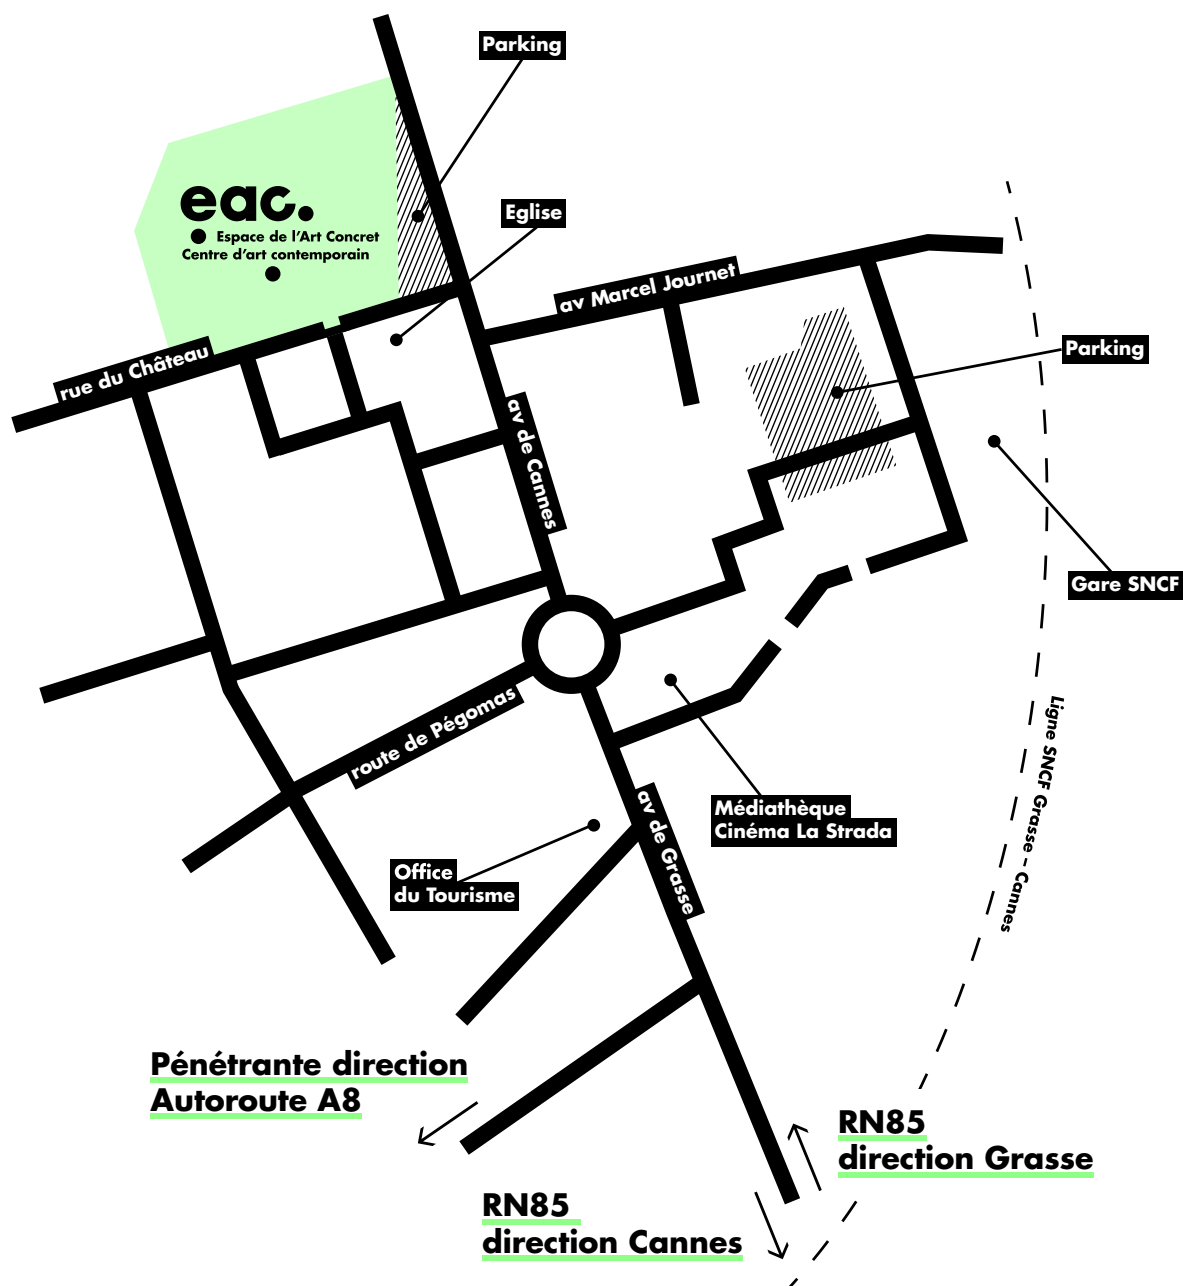 Parking
eac.
Espace de l'Art Concret
Centre d'art contemporain
Eglise
av Marcel Journet
rue du Château
Parking
av de Cannes
Gare SNCF
route de Pégomas
Ligne SNCF Grasse - Cannes
av de Grasse
Médiathèque
Cinéma La Strada
Office
du Tourisme
Pénétrante direction
Autoroute A8
RN85
direction Grasse
RN85
direction Cannes